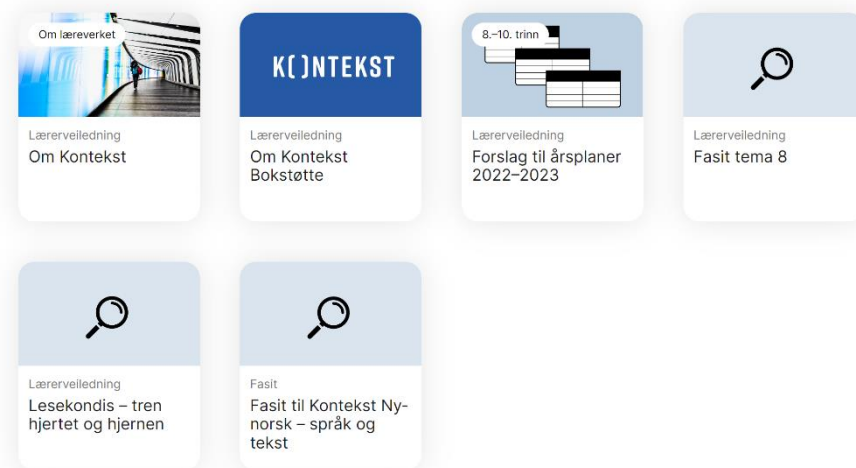 Om læreverket
Lærerveiledning
Om Kontekst
K[ ]NTEKST
Lærerveiledning
Om Kontekst
Bokstøtte
8.–10. trinn
Lærerveiledning
Forslag til årsplaner
2022–2023
Lærerveiledning
Fasit tema 8
Lærerveiledning
Lesekondis – tren
hjertet og hjernen
Fasit
Fasit til Kontekst Ny-
norsk – språk og
tekst